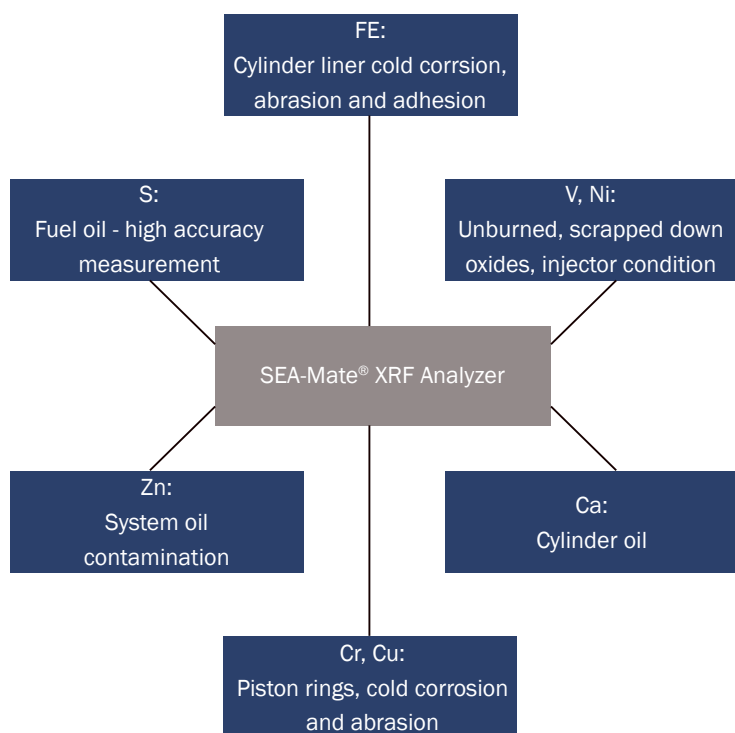 FE:
Cylinder liner cold corrsion,
abrasion and adhesion
S:
Fuel oil - high accuracy
measurement
V, Ni:
Unburned, scrapped down
oxides, injector condition
SEA-Mate® XRF Analyzer
Zn:
System oil
contamination
Ca:
Cylinder oil
Cr, Cu:
Piston rings, cold corrosion
and abrasion